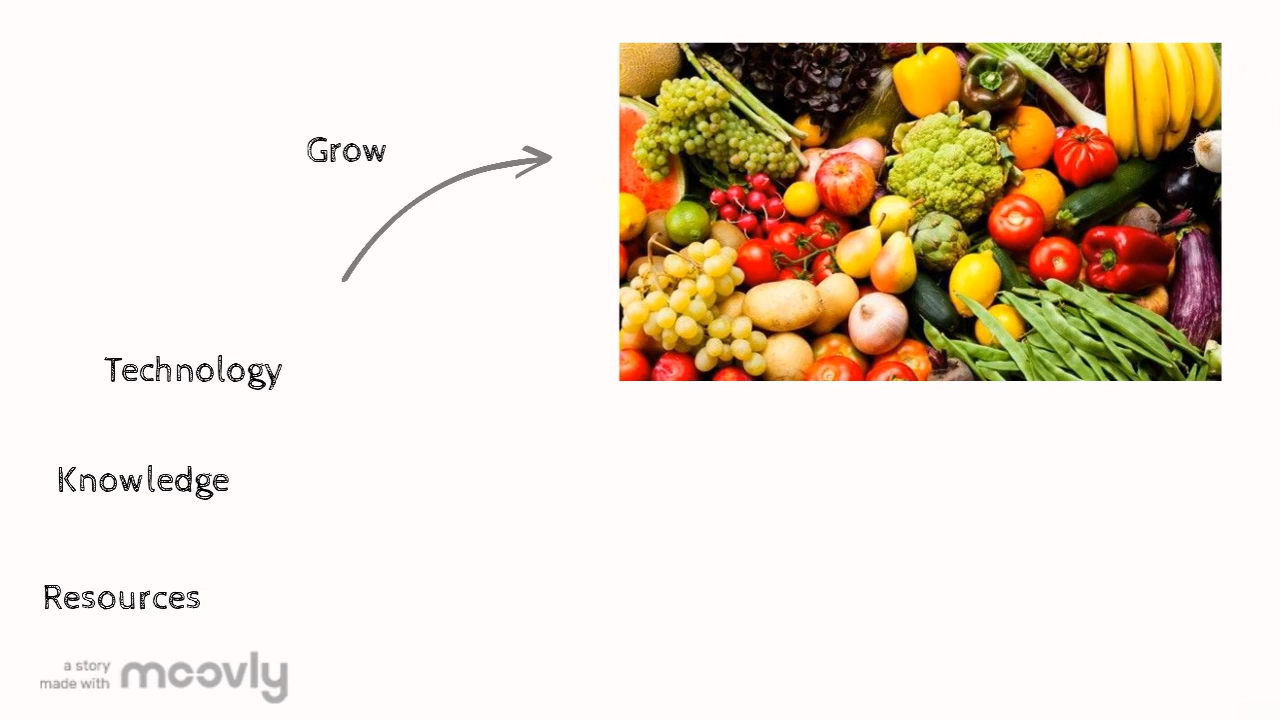 Grow
Technology
Knowledge
Resources
a story
made with
moovly